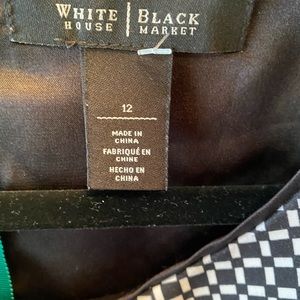 WHITE | BLACK
HOUSE | MARKET
12
MADE IN
CHINA
FABRIQUÉ EN
CHINE
HECHO EN
CHINA